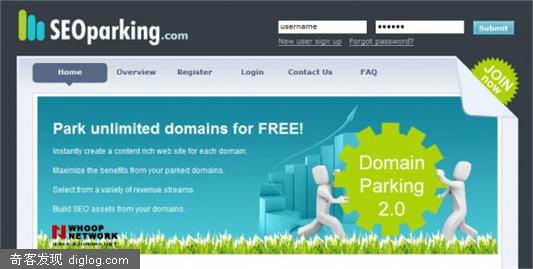 SEOparking.com
username
Submit
New user sign up Forgot password?
Home Overview Register Login Contact Us FAQ
JOIN
now
Park unlimited domains for FREE!
Instantly create a content rich web site for each domain.
Maximize the benefits from your parked domains.
Select from a variety of revenue streams.
Build SEO assets from your domains.
Domain
Parking
2.0
WHOOP
NETWORK
奇客发现 diglog.com